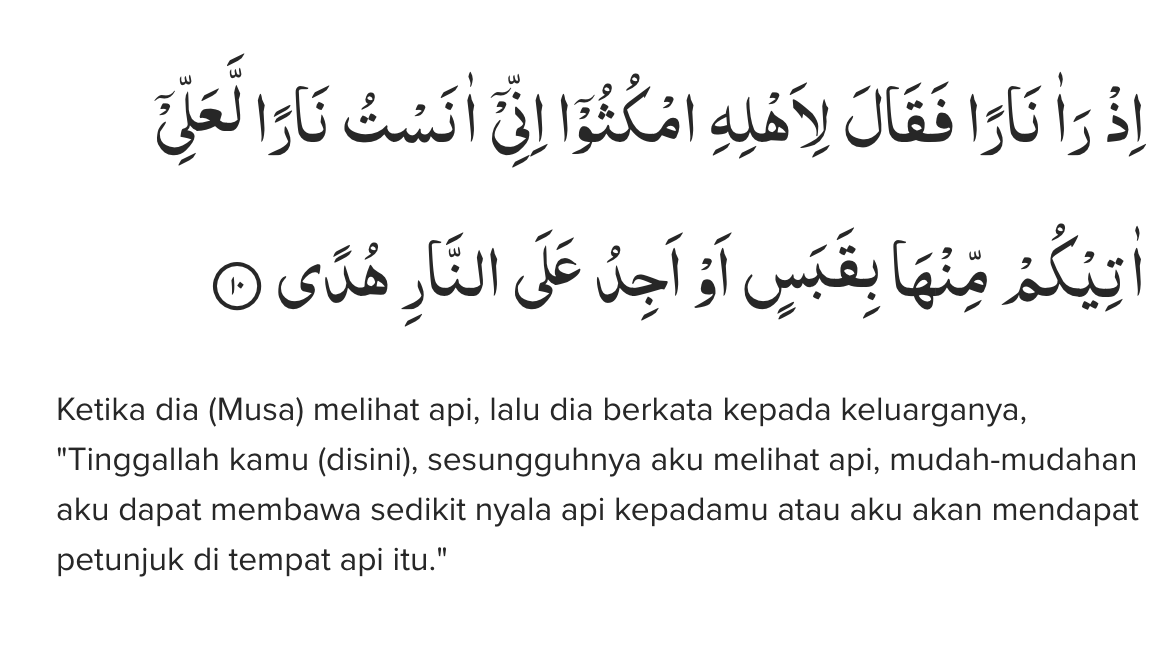 اِذْ رَاٰ نَارًا فَقَالَ لِاَهْلِهِ امْكُثُوْٓا اِنِّيْٓ اٰنَسْتُ نَارًا لَّعَلِّيْٓ
اٰتِيْكُمْ مِّنْهَا بِقَبَسٍ اَوْ اَجِدُ عَلَى النَّارِ هُدًى ١٠
Ketika dia (Musa) melihat api, lalu dia berkata kepada keluarganya,
"Tinggallah kamu (disini), sesungguhnya aku melihat api, mudah-mudahan
aku dapat membawa sedikit nyala api kepadamu atau aku akan mendapat
petunjuk di tempat api itu."